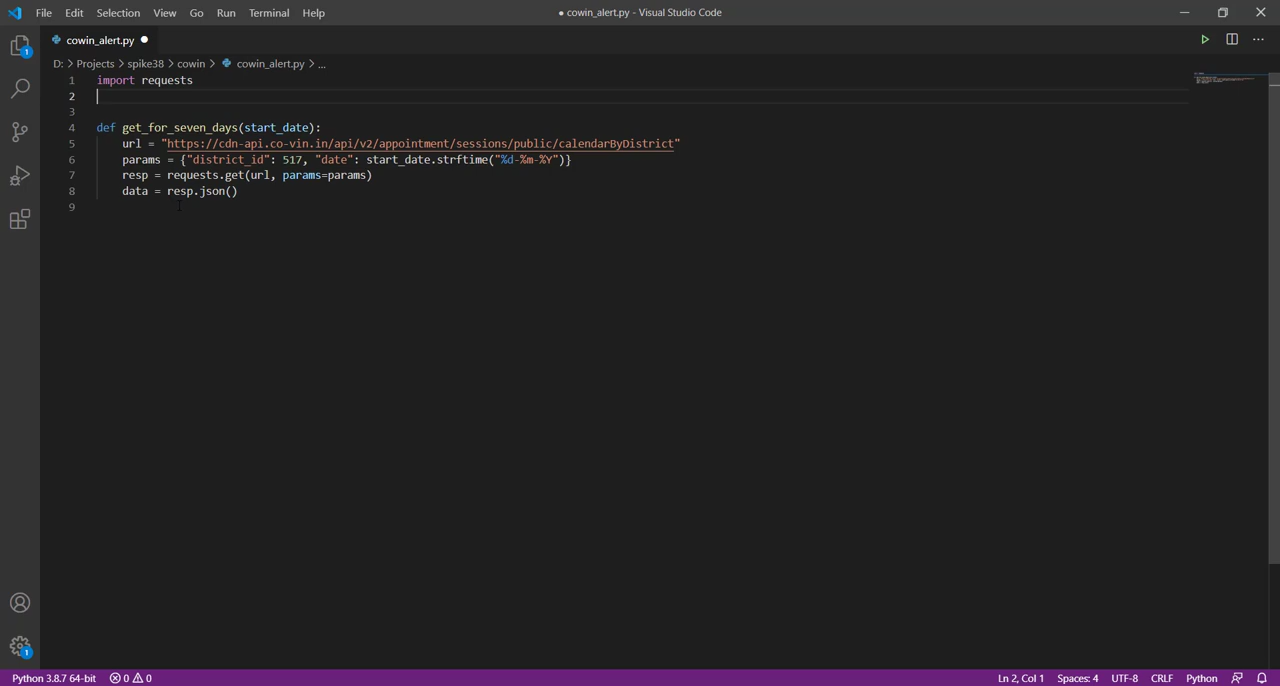 File Edit Selection View Go Run Terminal Help
● cowin_alert.py - Visual Studio Code
1
cowin_alert.py
D: > Projects > spike38 > cowin > cowin_alert.py > ...
1 import requests
2
3
4 def get_for_seven_days(start_date):
5 url = "https://cdn-api.co-vin.in/api/v2/appointment/sessions/public/calendarByDistrict"
6 params = {"district_id": 517, "date": start_date.strftime("%d-%m-%Y")}
7 resp = requests.get(url, params=params)
8 data = resp.json()
9
1
Python 3.8.7 64-bit 0 0 Ln 2, Col 1 Spaces: 4 UTF-8 CRLF Python